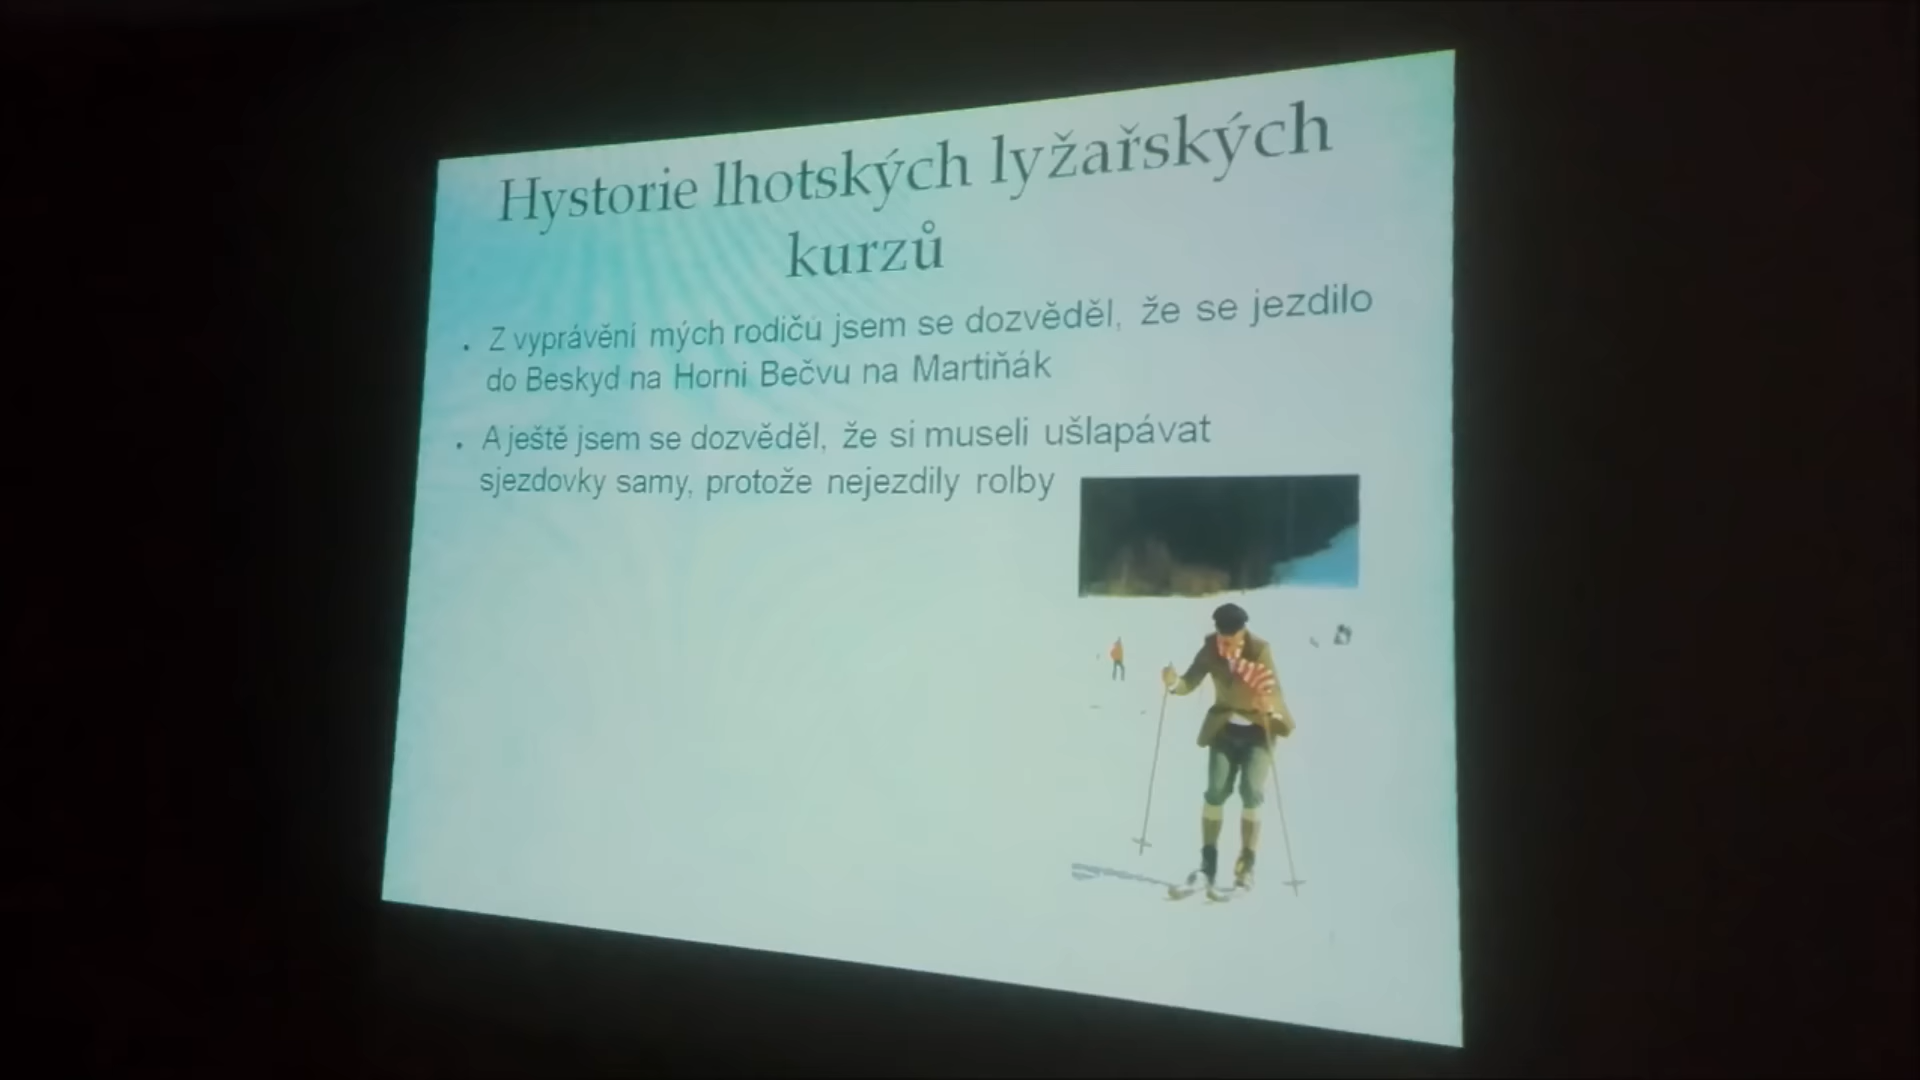 Hystorie lhotských lyžařských
kurzů
Z vyprávění mých rodičů jsem se dozvěděl, že se jezdilo
do Beskyd na Horni Bečvu na Martiňák
A ještě jsem se dozvěděl, že si museli ušlapávat
sjezdovky samy, protože nejezdily rolby